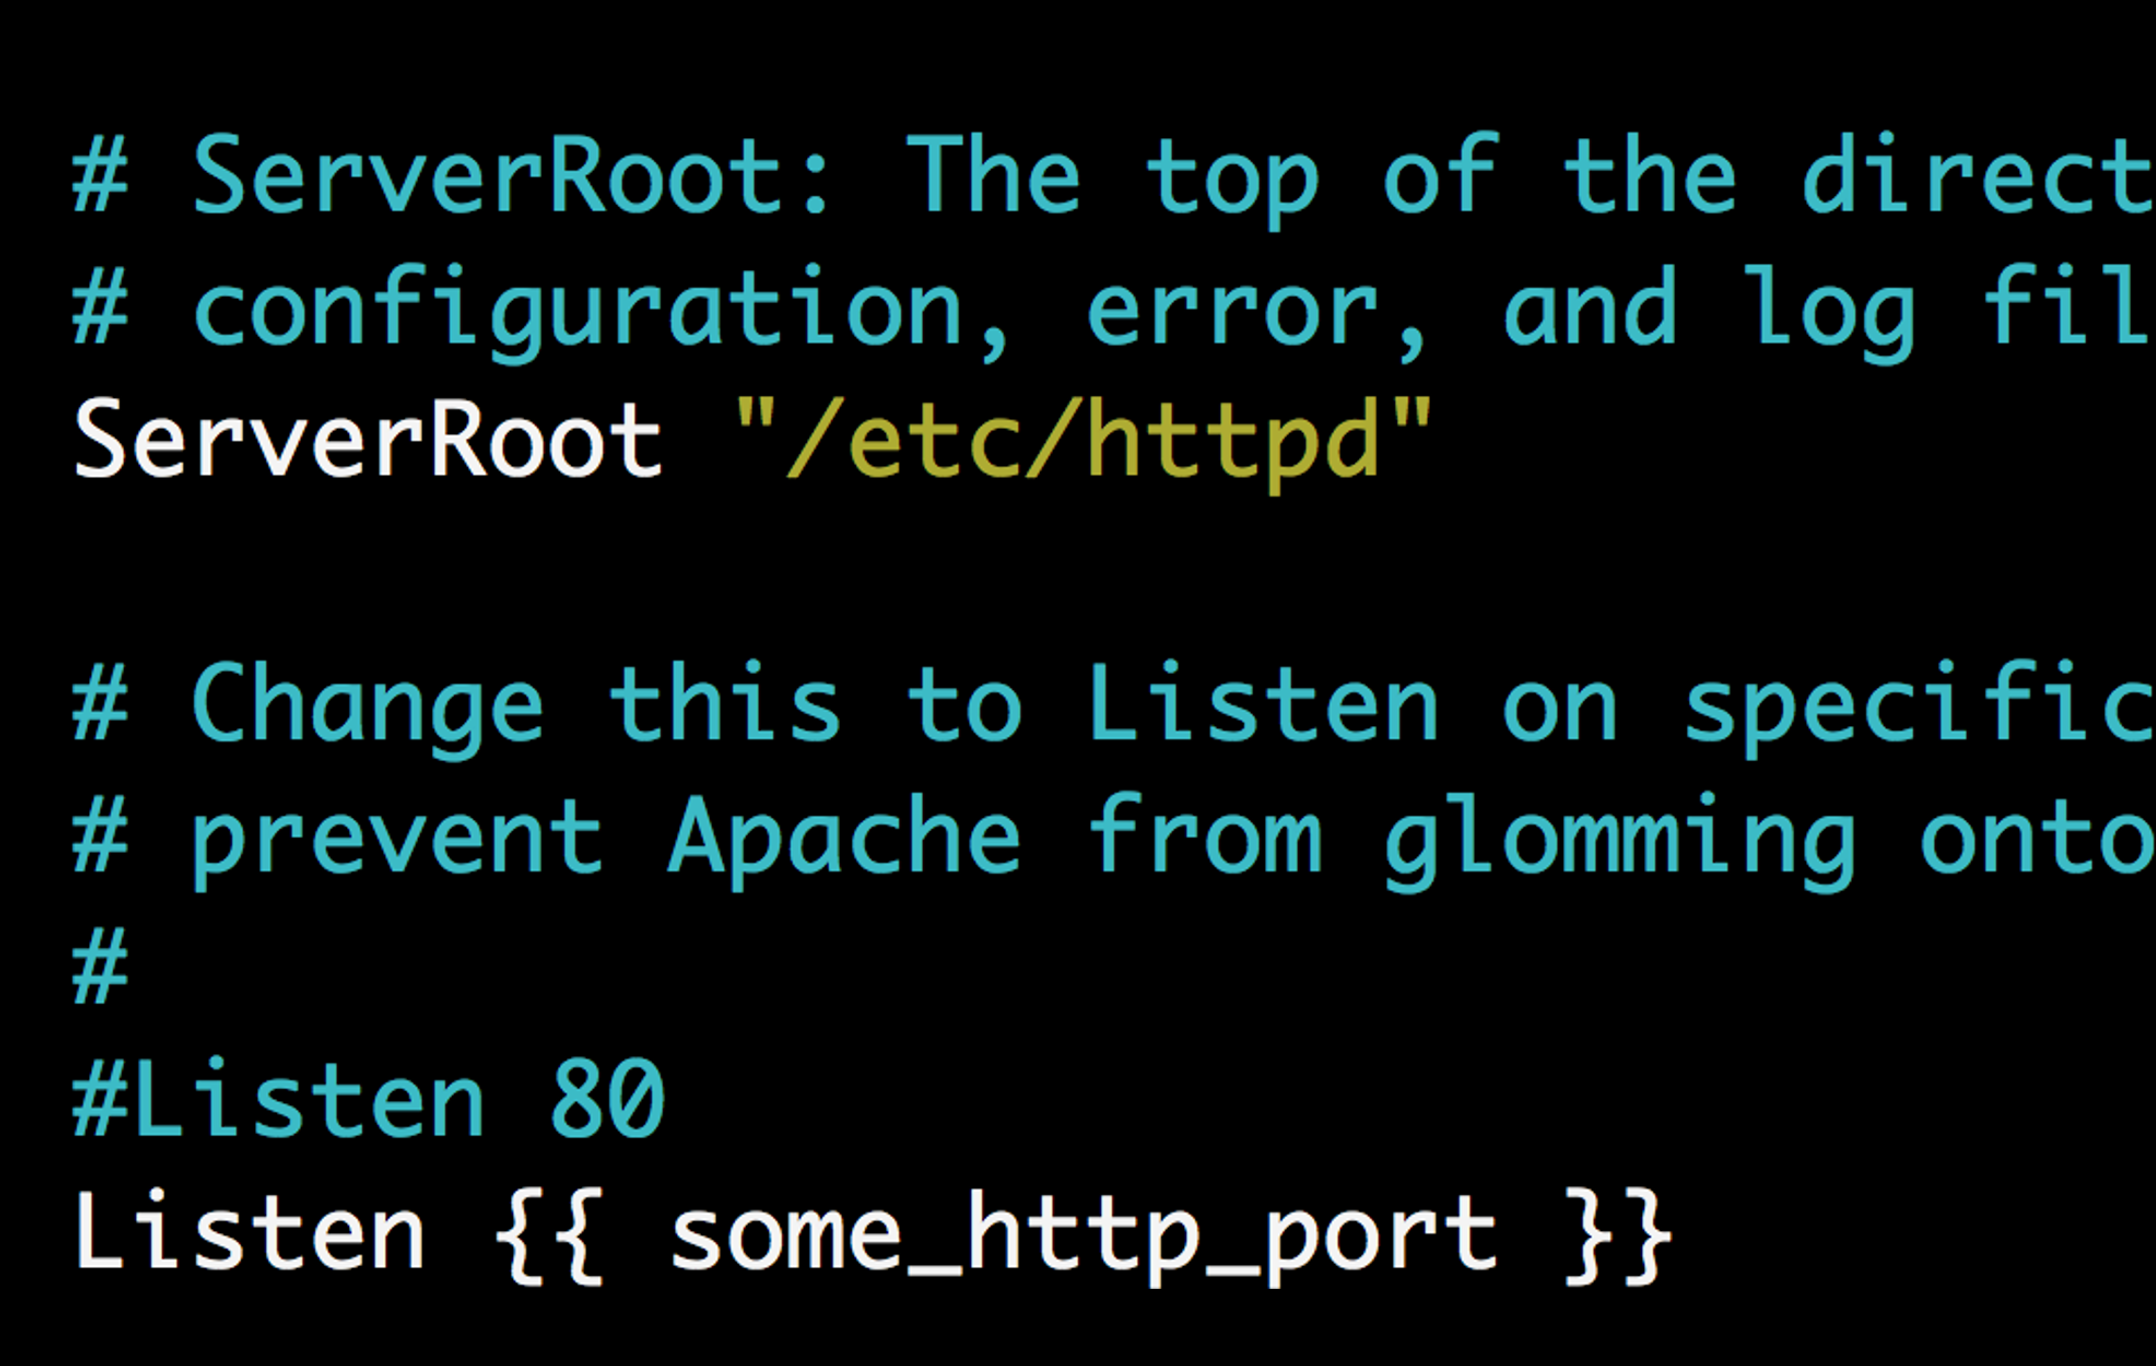 # ServerRoot: The top of the direct
# configuration, error, and log fil
ServerRoot "/etc/httpd"
# Change this to Listen on specific
# prevent Apache from glomming onto
#
#Listen 80
Listen {{ some_http_port }}